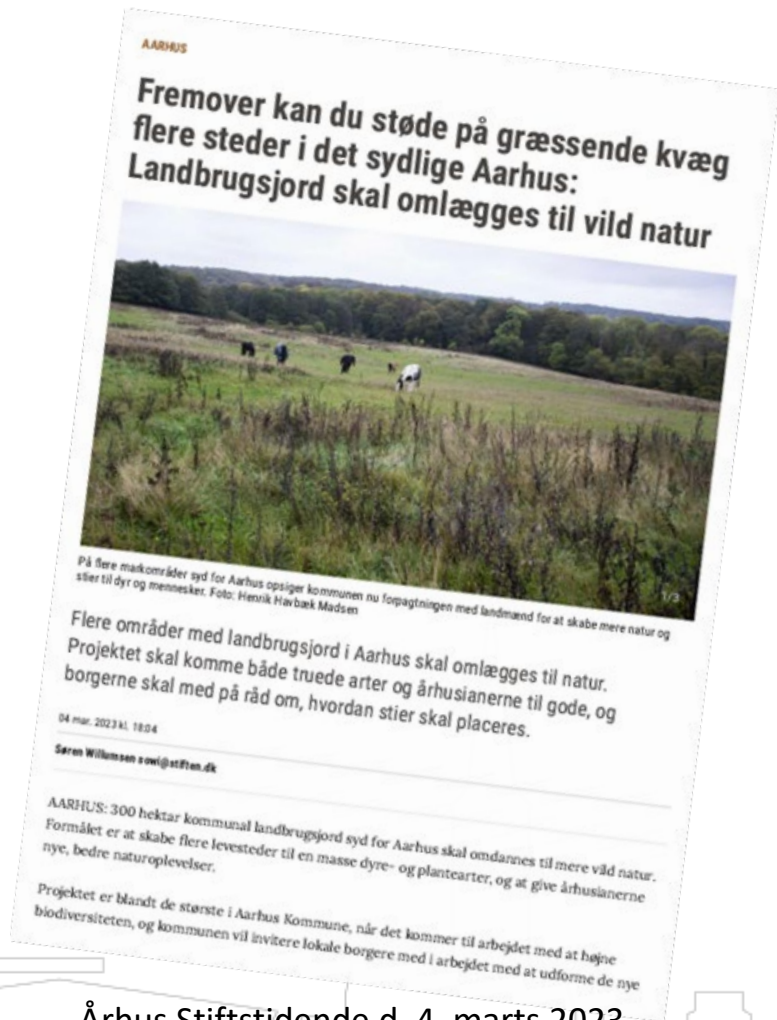 AARHUS
Fremover kan du støde på græssende kvæg
flere steder i det sydlige Aarhus:
Landbrugsjord skal omlægges til vild natur
1/3
På flere markområder syd for Aarhus opsiger kommunen nu forpagtningen med landmænd for at skabe mere natur og
stier til dyr og mennesker. Foto: Henrik Havbæk Madsen
Flere områder med landbrugsjord i Aarhus skal omlægges til natur.
Projektet skal komme både truede arter og århusianerne til gode, og
borgerne skal med på råd om, hvordan stier skal placeres.
04 mar. 2023 kl. 18:04
Søren Willumsen sowi@stiften.dk
AARHUS: 300 hektar kommunal landbrugsjord syd for Aarhus skal omdannes til mere vild natur.
Formålet er at skabe flere levesteder til en masse dyre- og plantearter, og at give århusianerne
nye, bedre naturoplevelser.
Projektet er blandt de største i Aarhus Kommune, når det kommer til arbejdet med at højne
biodiversiteten, og kommunen vil invitere lokale borgere med i arbejdet med at udforme de nye
Århus Stiftstidende d. 4. marts 2023